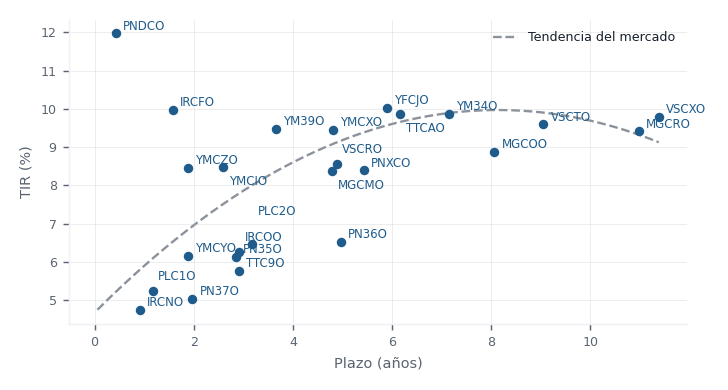 12
11
10
9
8
7
6
5
TIR (%)
0
2
4
6
8
10
Plazo (años)
Tendencia del mercado
PNDCO
IRCFO
YM39O
YMCXO
YFCJO
TTCAO
YM34O
VSCTO
VSCXO
MGCRO
MGCOO
YMCZO
YMCIO
VSCRO
PNXCO
MGCMO
PLC2O
IRCOO
PN35O
YMCYO
TTC9O
PN36O
PLC1O
IRCNO
PN37O